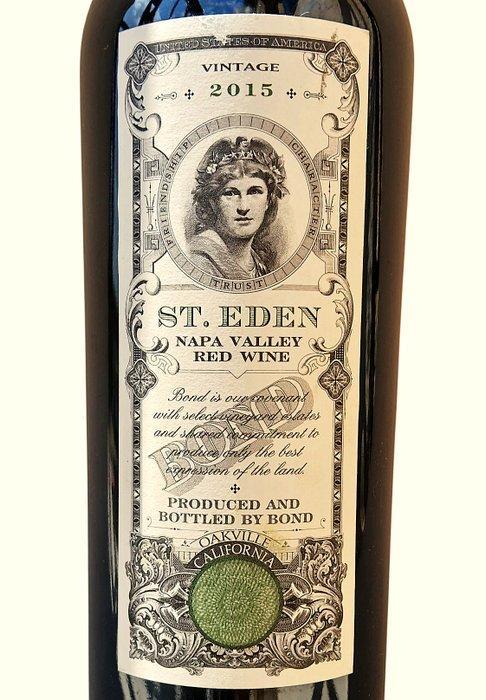 UNITED STATES OF AMERICA
VINTAGE
2015
FRIENDSHIP
CHARACTER
TRUST
ST. EDEN
NAPA VALLEY
RED WINE
BOND
Bond is our covenant
with select vineyard estates
and shared commitment to
produce only the best
expression of the land.
PRODUCED AND
BOTTLED BY BOND
OAKVILLE
CALIFORNIA